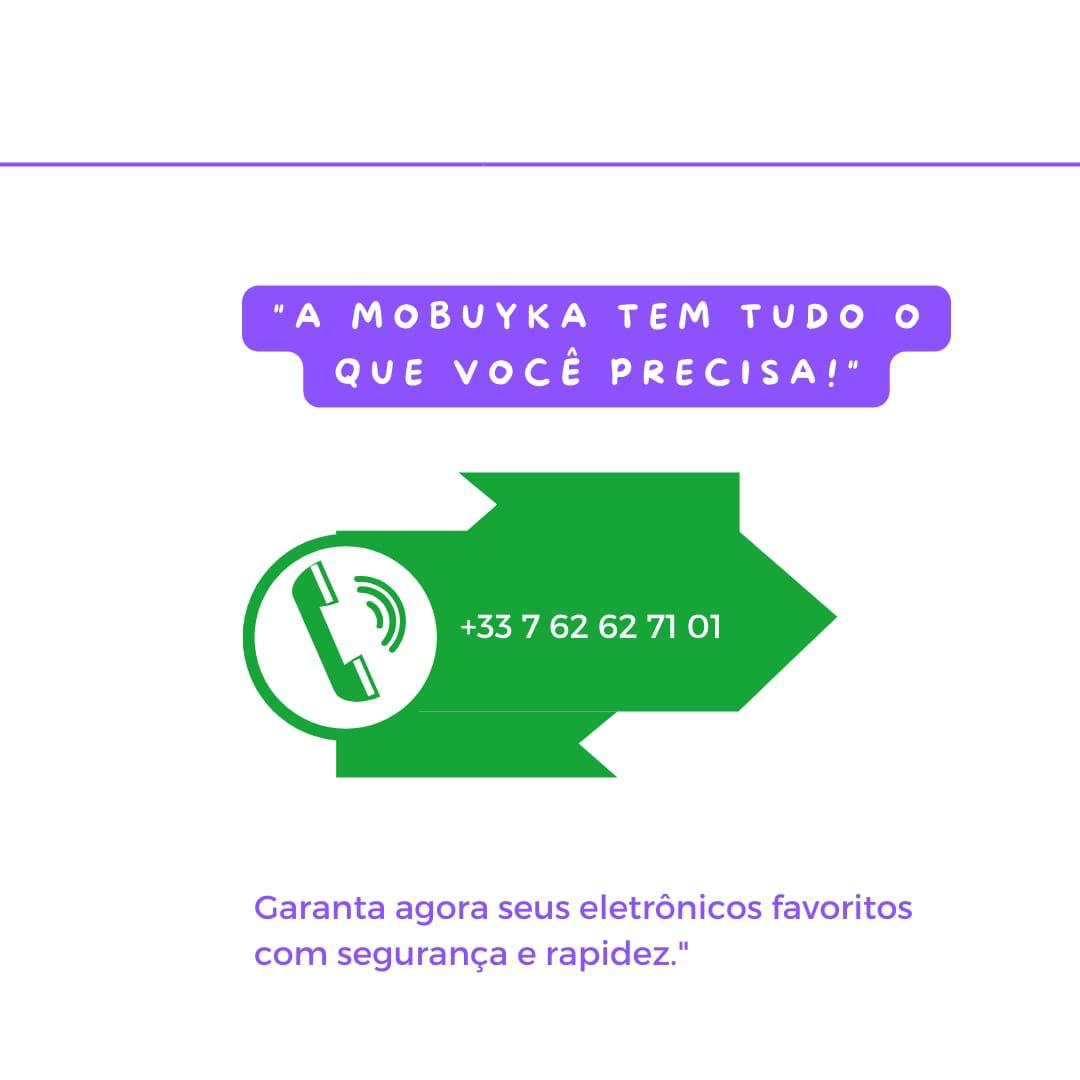 "A MOBUYKA TEM TUDO O
QUE VOCÊ PRECISA!"
+33 7 62 62 71 01
Garanta agora seus eletrônicos favoritos
com segurança e rapidez."